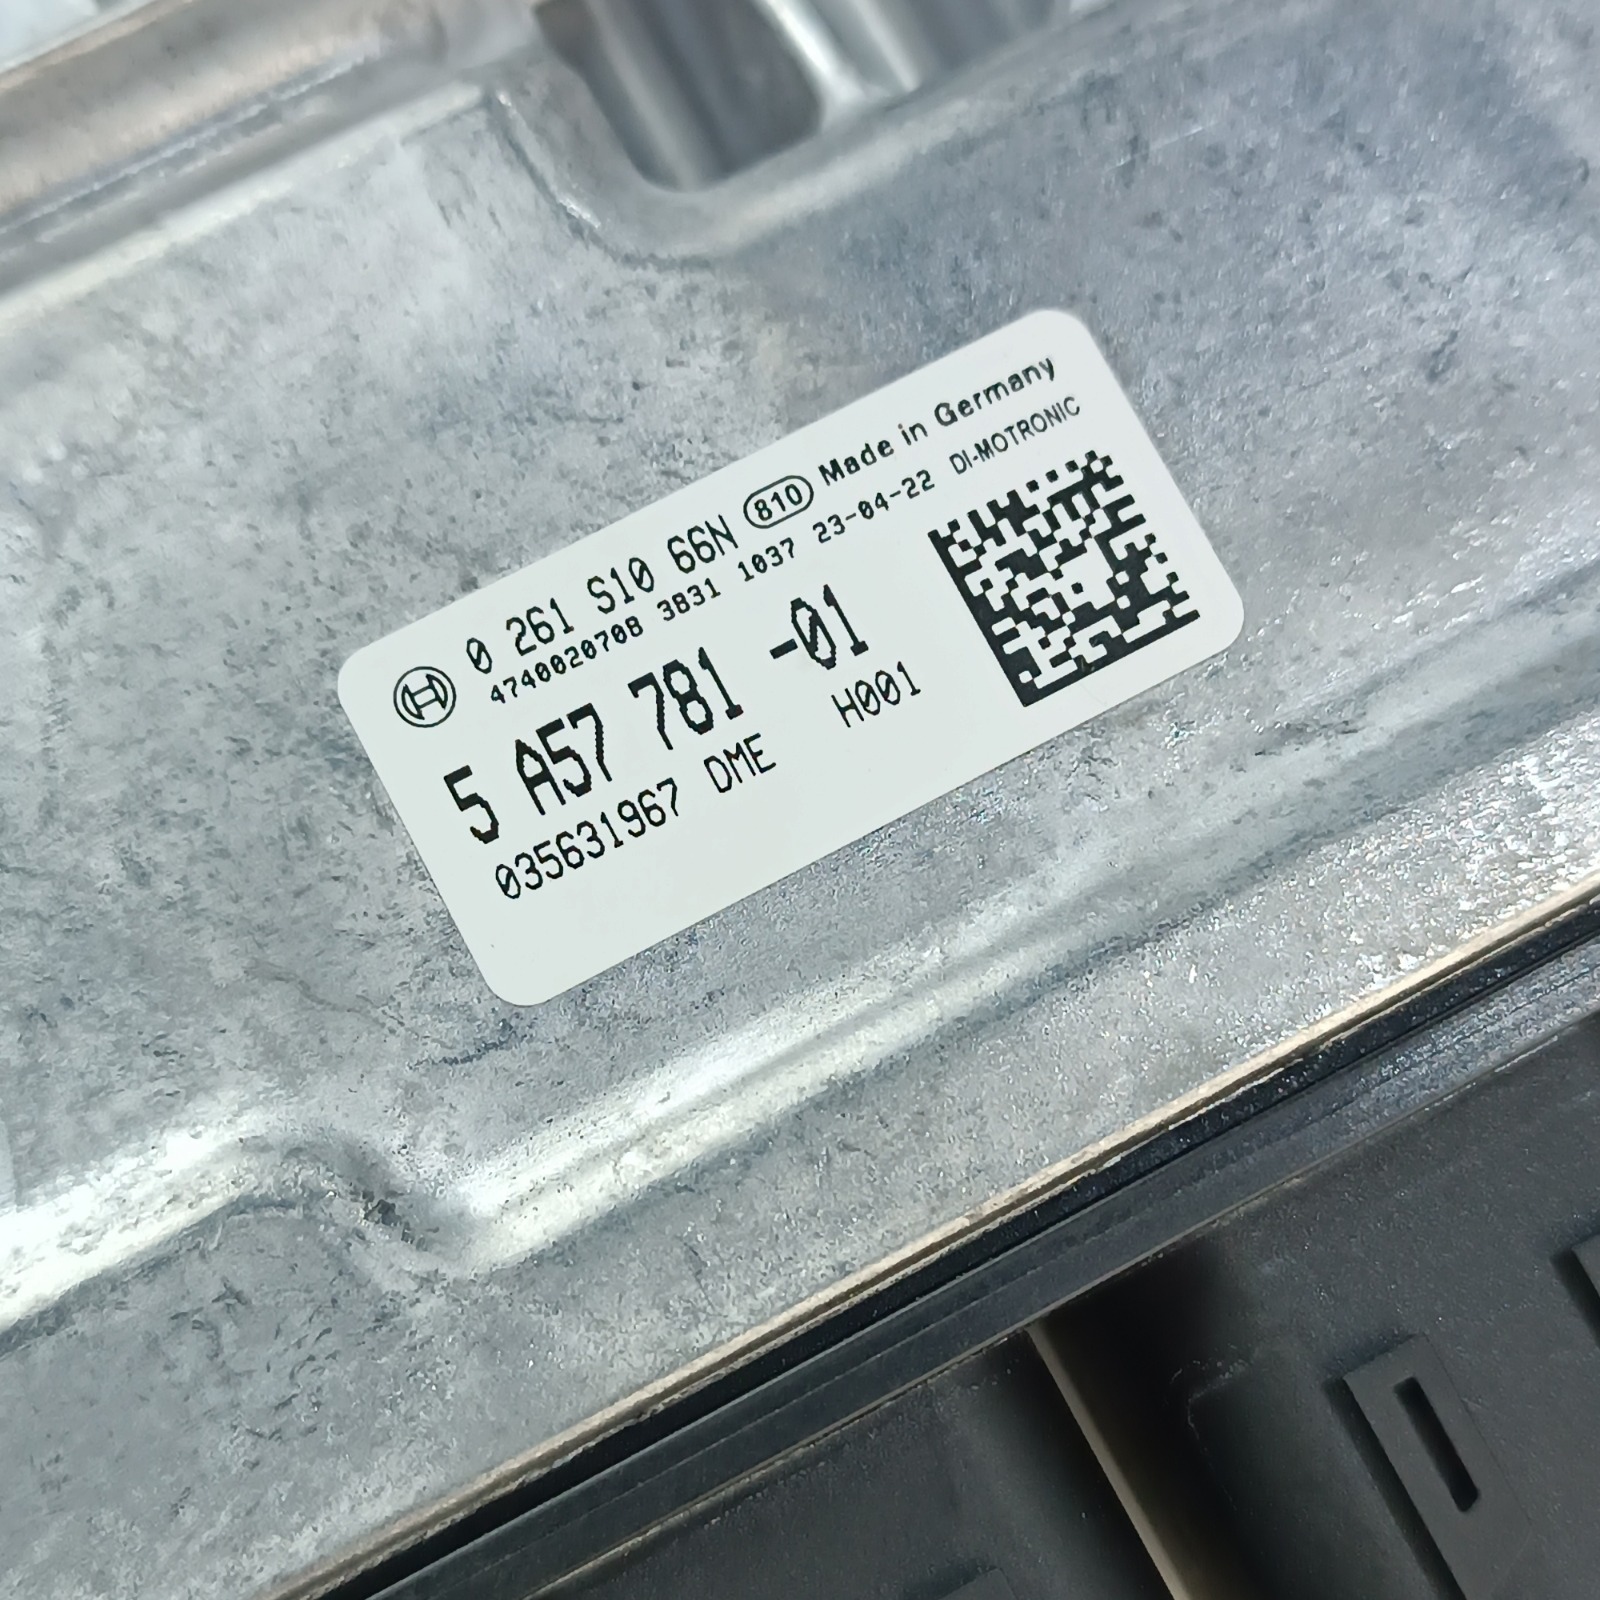 0 261 S10 66N 810 Made in Germany
4740020708 3831 1037 23-04-22 DI-MOTRONIC
5 A57 781 -01
035631967 DME H001